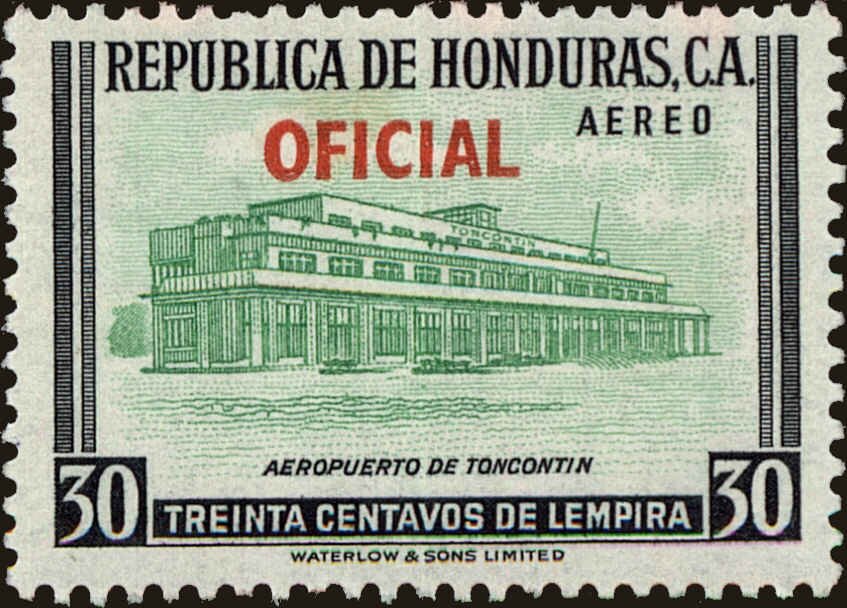 REPUBLICA DE HONDURAS, C.A.
AEREO
OFICIAL
TONCONTIN
AEROPUERTO DE TONCONTIN
30 TREINTA CENTAVOS DE LEMPIRA 30
WATERLOW & SONS LIMITED